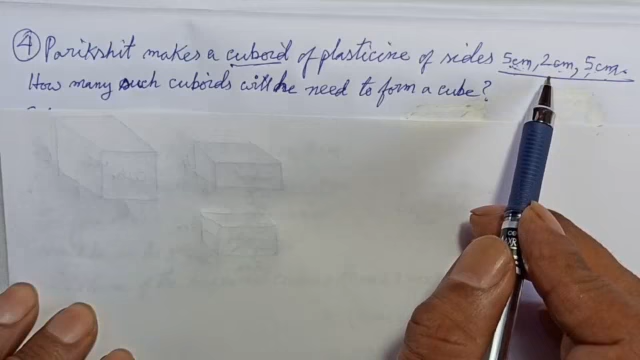 ④ Parikshit makes a cuboid of plasticine of sides 5cm, 2cm, 5cm.
How many such cuboids will he need to form a cube?